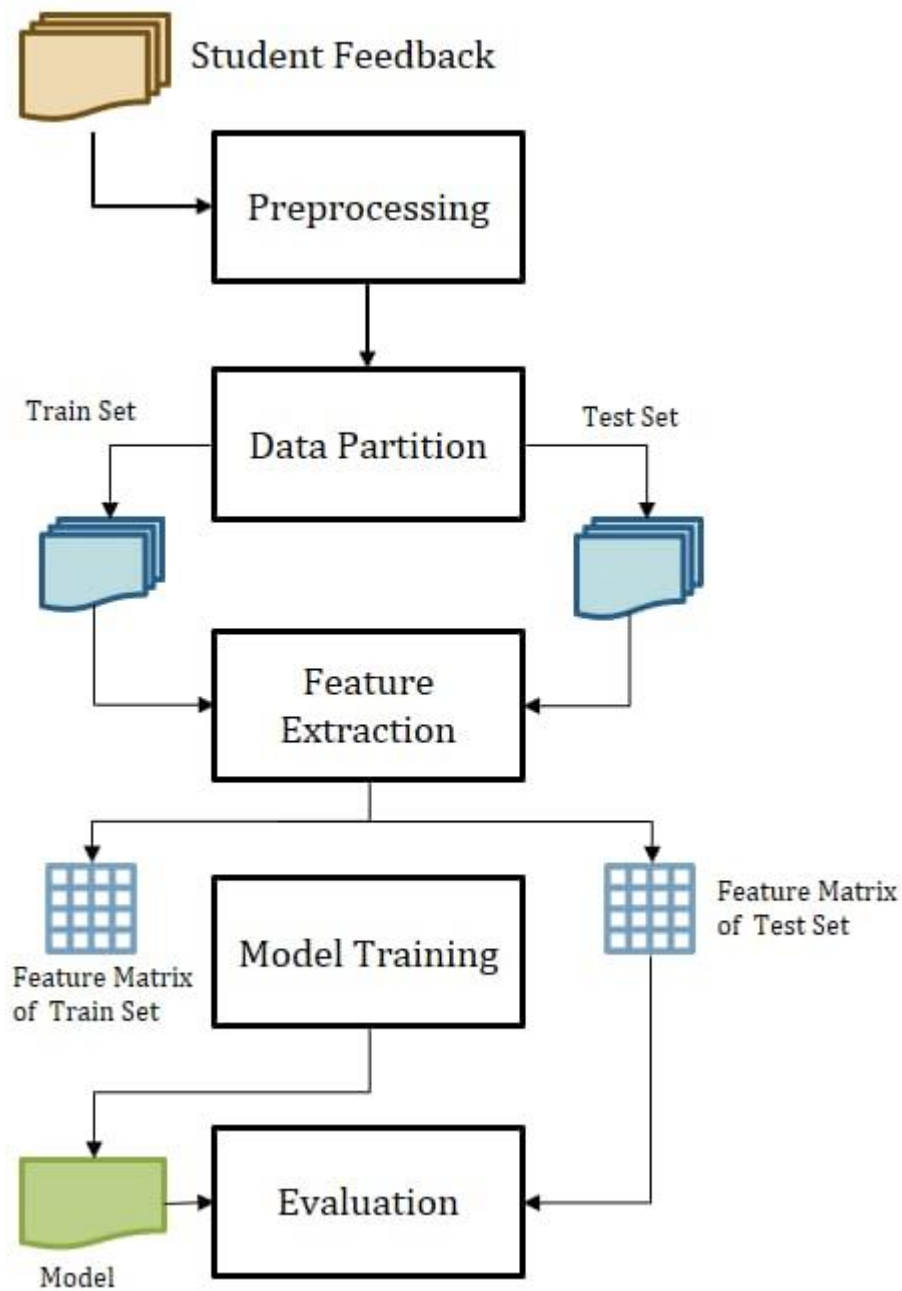 Student Feedback
Preprocessing
Train Set
Test Set
Data Partition
Feature
Extraction
Feature Matrix
of Train Set
Model Training
Feature Matrix
of Test Set
Evaluation
Model